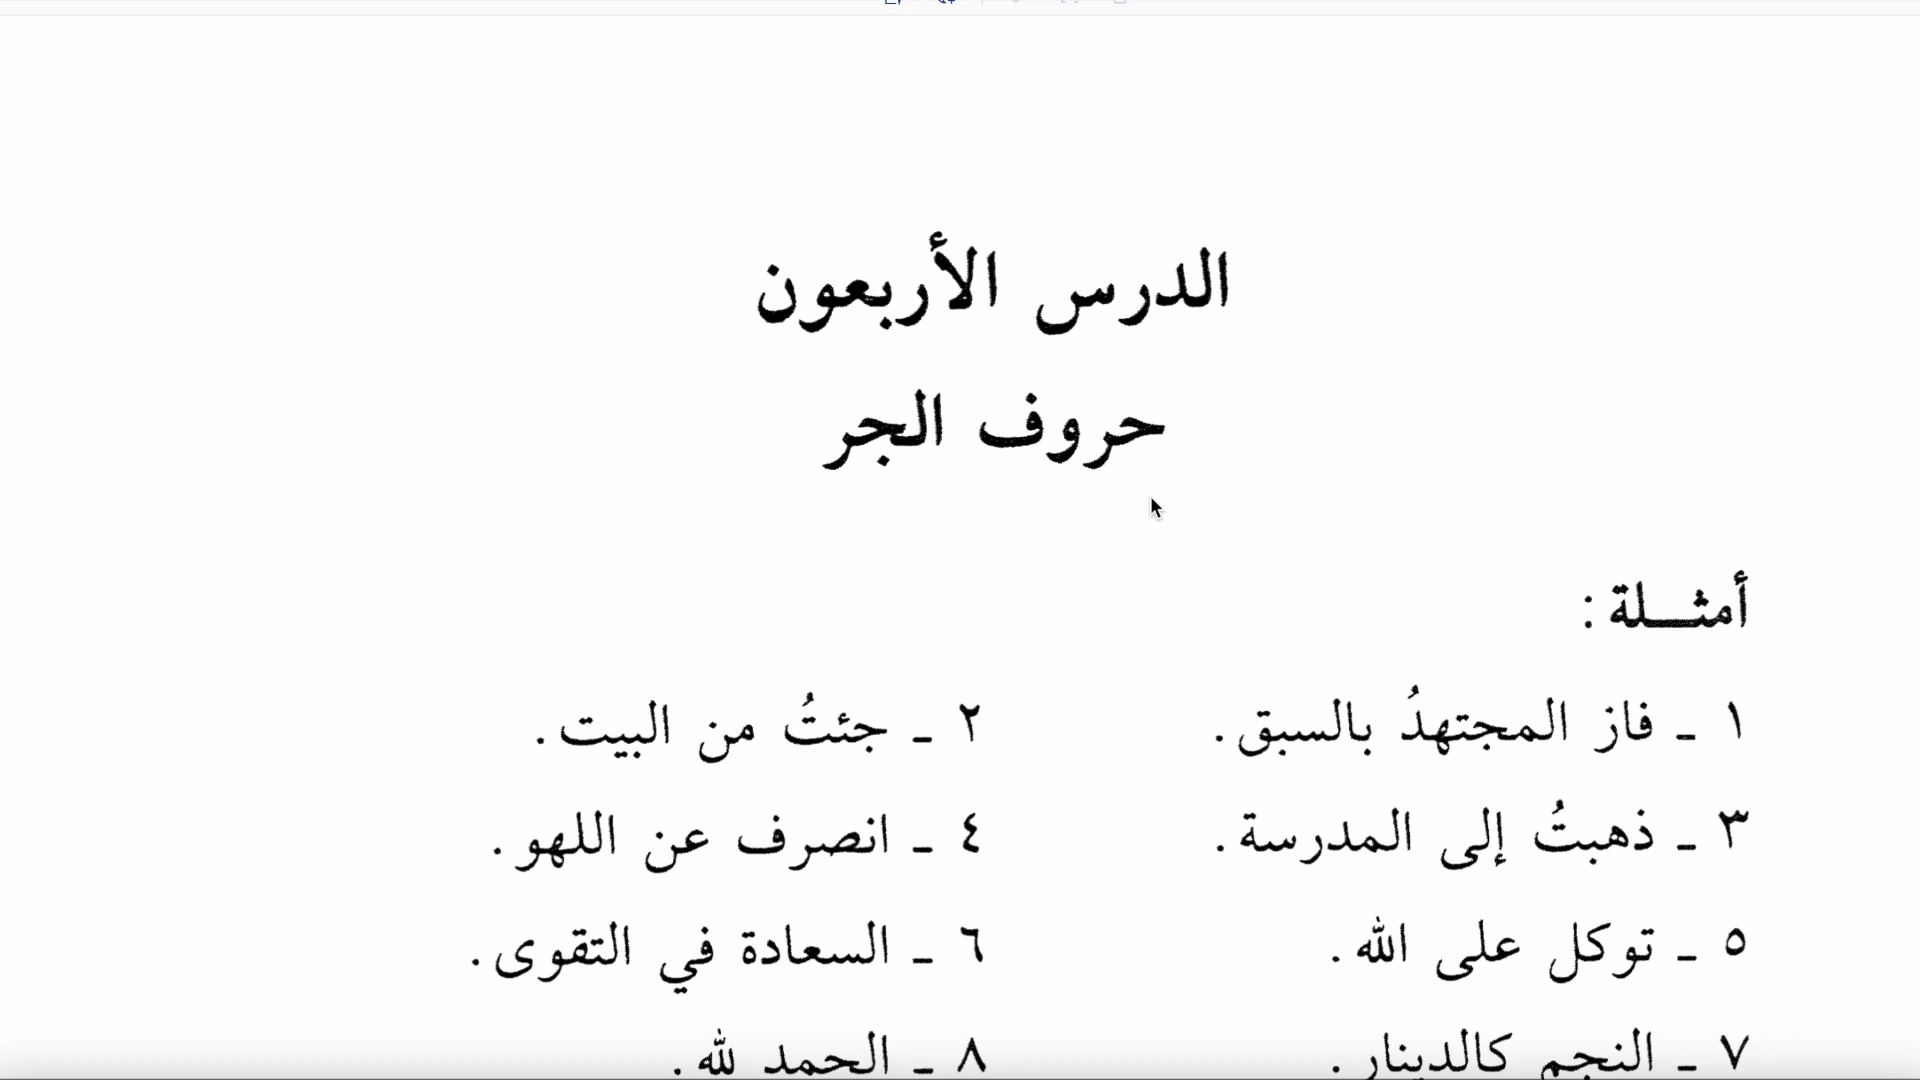 الدرس الأربعون
حروف الجر
أمثـــلة :
١ ـ فاز المجتهدُ بالسبق . ٢ ـ جئتُ من البيت .
٣ ـ ذهبتُ إلى المدرسة . ٤ ـ انصرف عن اللهو .
٥ ـ توكل على الله . ٦ ـ السعادة في التقوى .
٧ ـ النجم كالدينار . ٨ ـ الحمد لله .